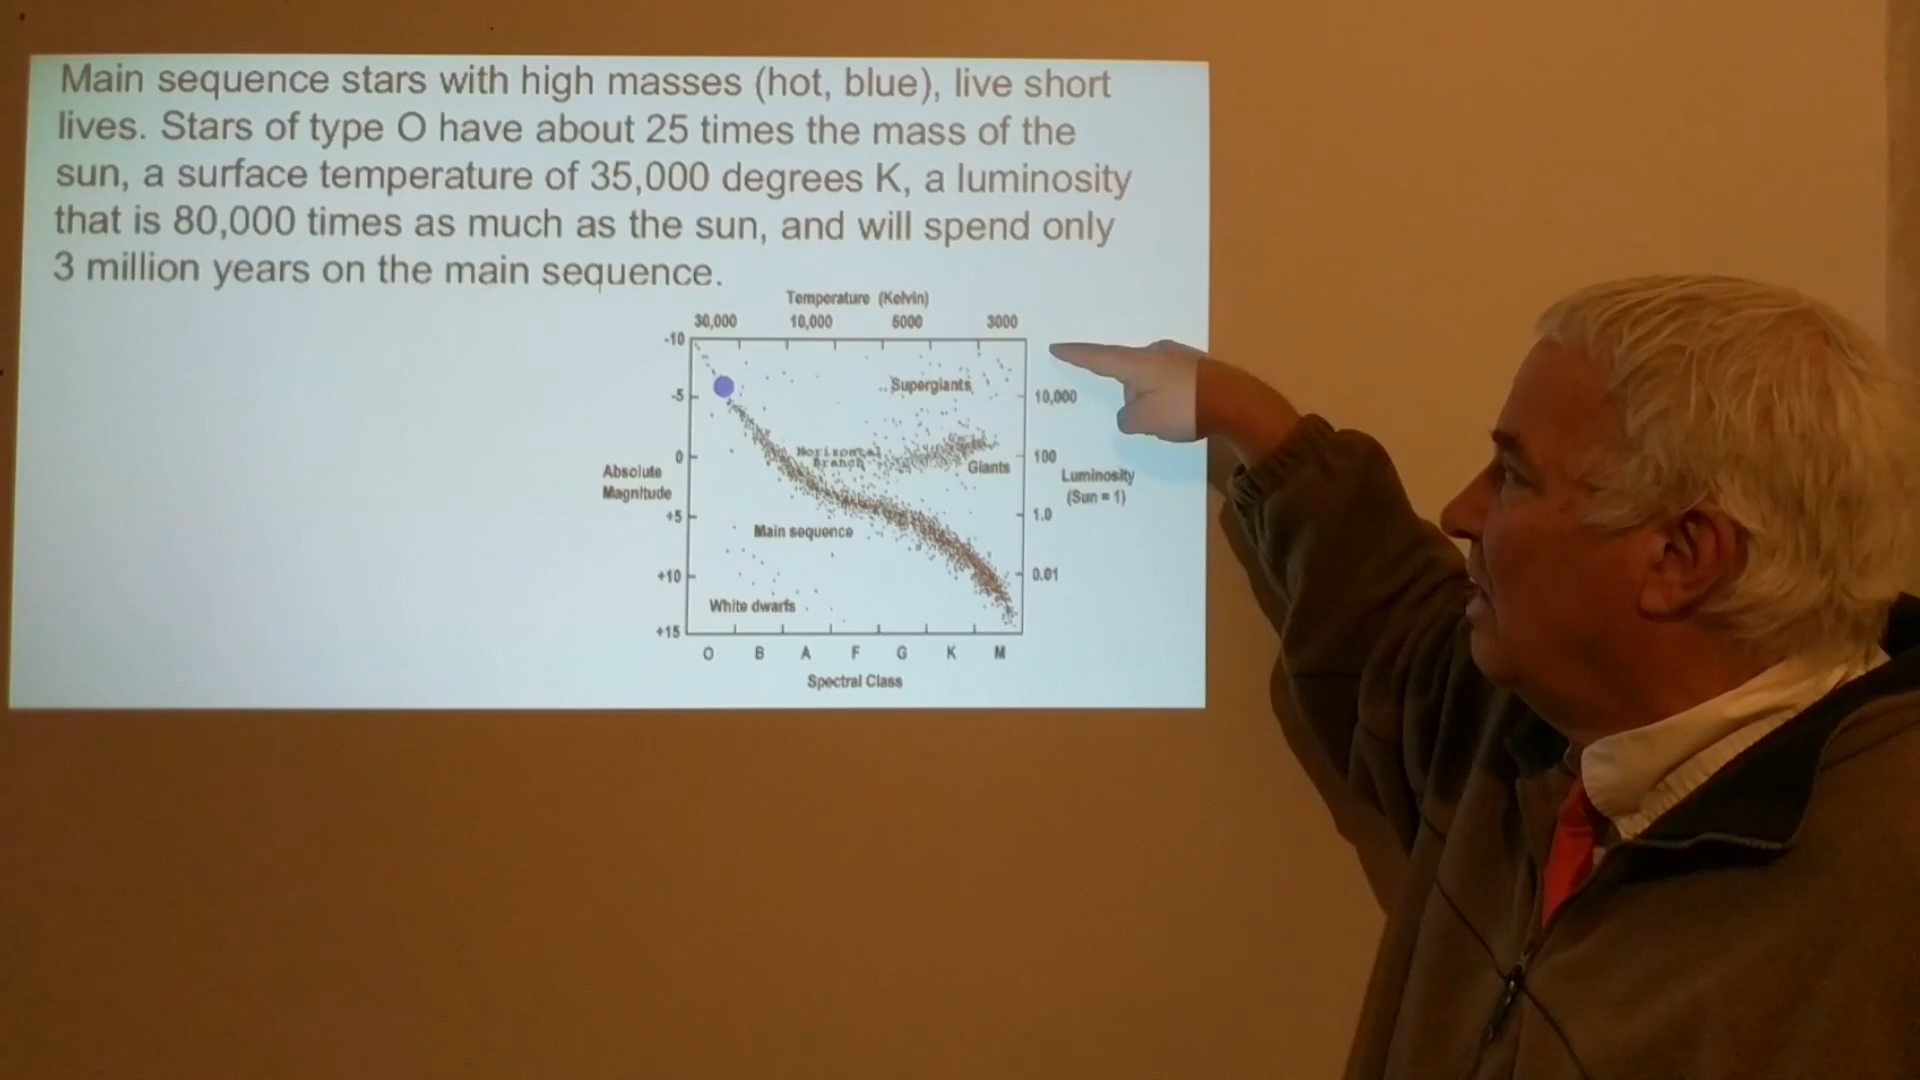 Main sequence stars with high masses (hot, blue), live short
lives. Stars of type O have about 25 times the mass of the
sun, a surface temperature of 35,000 degrees K, a luminosity
that is 80,000 times as much as the sun, and will spend only
3 million years on the main sequence.
Temperature (Kelvin)
30,000 10,000 6000 3000
-10
Supergiants
-5 10,000
Horizontal
Branch
0 100
Giants
Absolute
Magnitude
Luminosity
(Sun = 1)
+5 1.0
Main sequence
+10 0.01
White dwarfs
+15
O B A F G K M
Spectral Class